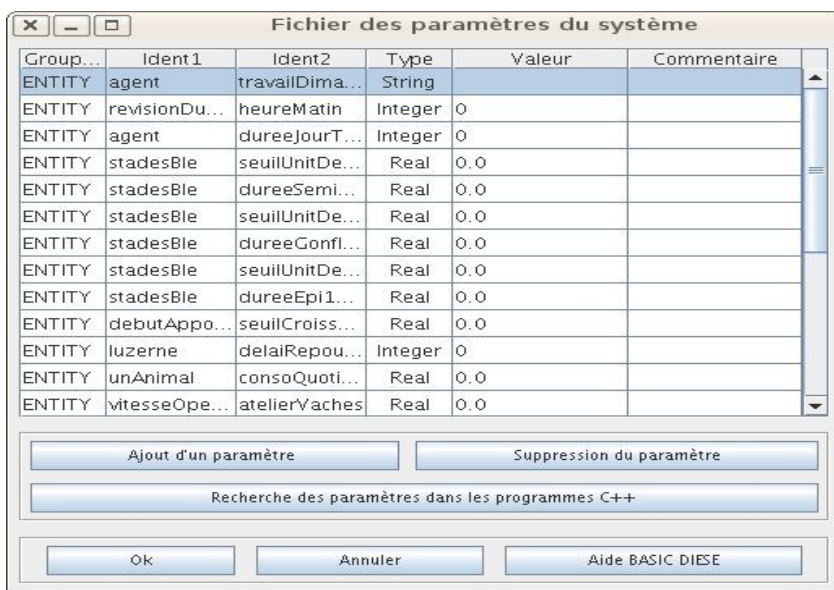 Fichier des paramètres du système
Group... Ident1 Ident2 Type Valeur Commentaire
ENTITY agent travailDima... String
ENTITY revisionDu... heureMatin Integer 0
ENTITY agent dureeJourT... Integer 0
ENTITY stadesBle seuilUnitDe... Real 0.0
ENTITY stadesBle dureeSemi... Real 0.0
ENTITY stadesBle seuilUnitDe... Real 0.0
ENTITY stadesBle dureeGonfl... Real 0.0
ENTITY stadesBle seuilUnitDe... Real 0.0
ENTITY stadesBle dureeEpi1... Real 0.0
ENTITY debutAppo... seuilCroiss... Real 0.0
ENTITY luzerne delaiRepou... Integer 0
ENTITY unAnimal consoQuoti... Real 0.0
ENTITY vitesseOpe... atelierVaches Real 0.0
Ajout d'un paramètre Suppression du paramètre
Recherche des paramètres dans les programmes C++
Ok Annuler Aide BASIC DIESE